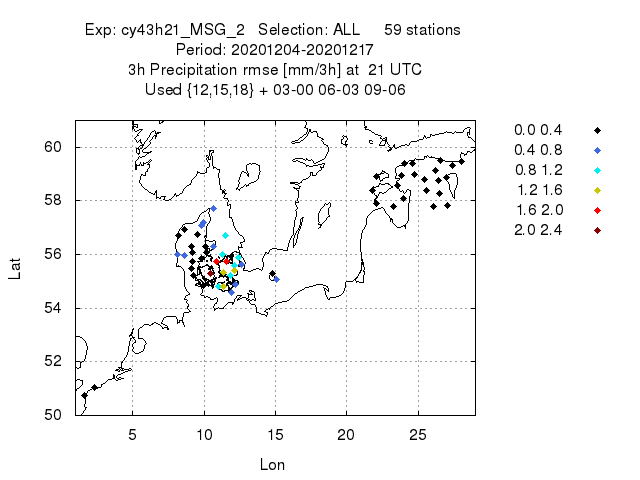 Exp: cy43h21_MSG_2 Selection: ALL 59 stations
Period: 20201204-20201217
3h Precipitation rmse [mm/3h] at 21 UTC
Used {12,15,18} + 03-00 06-03 09-06
0.0 0.4
0.4 0.8
0.8 1.2
1.2 1.6
1.6 2.0
2.0 2.4
60
58
56
54
52
50
Lat
5 10 15 20 25
Lon